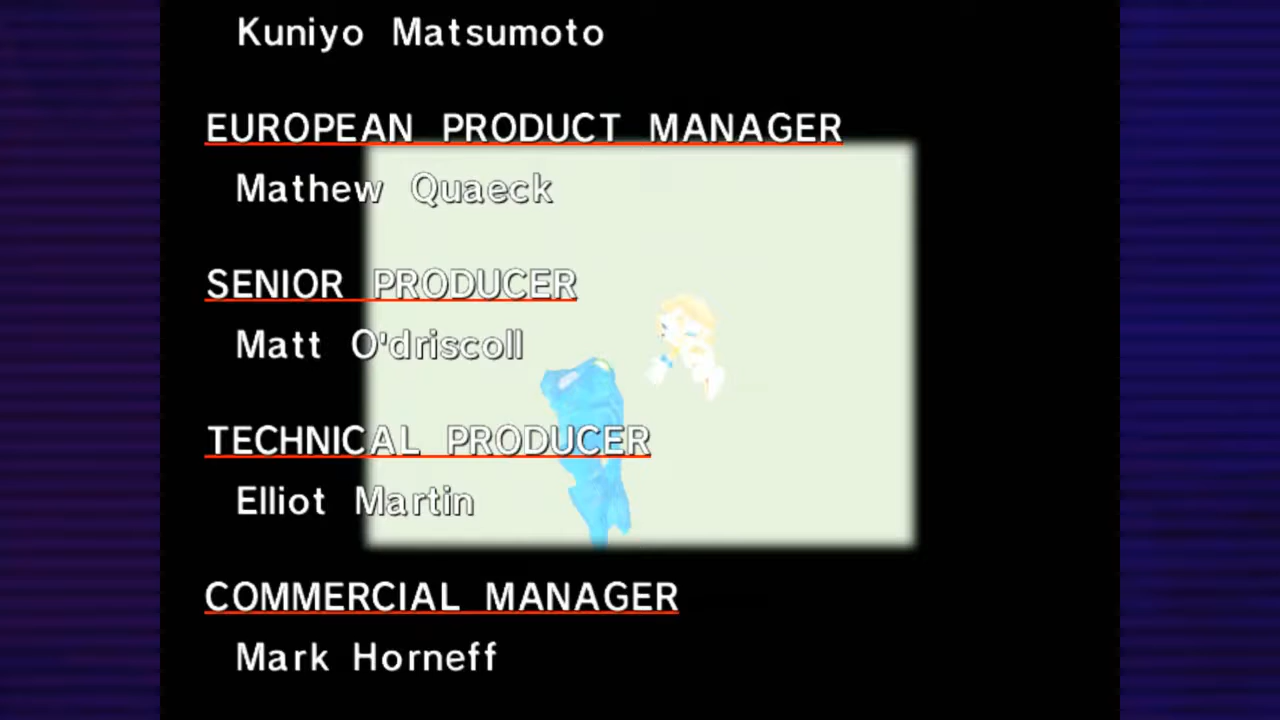 Kuniyo Matsumoto
EUROPEAN PRODUCT MANAGER
Mathew Quaeck
SENIOR PRODUCER
Matt O'driscoll
TECHNICAL PRODUCER
Elliot Martin
COMMERCIAL MANAGER
Mark Horneff